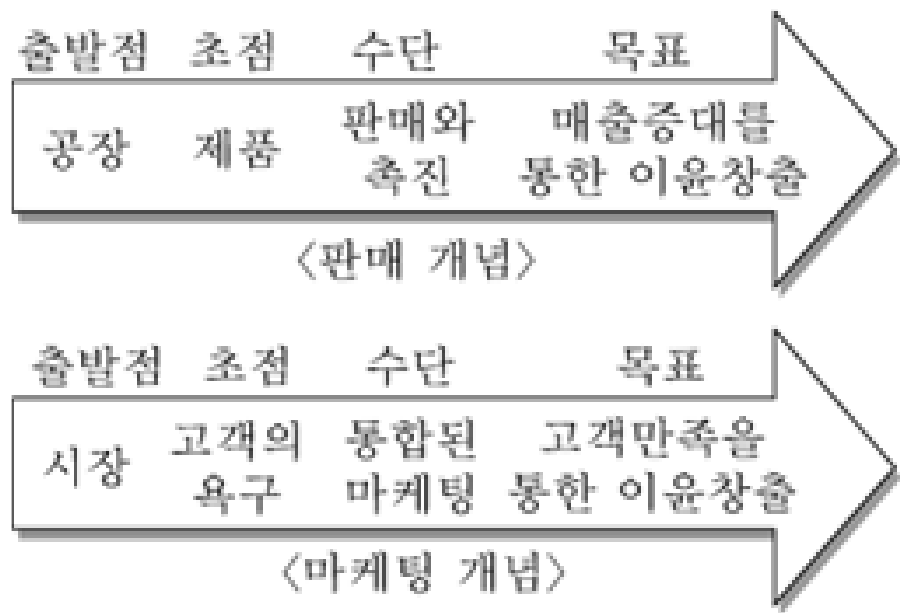 출발점 초점 수단 목표
공장 제품 판매와 촉진 매출증대를 통한 이윤창출
〈판매 개념〉
출발점 초점 수단 목표
시장 고객의 욕구 통합된 마케팅 고객만족을 통한 이윤창출
〈마케팅 개념〉